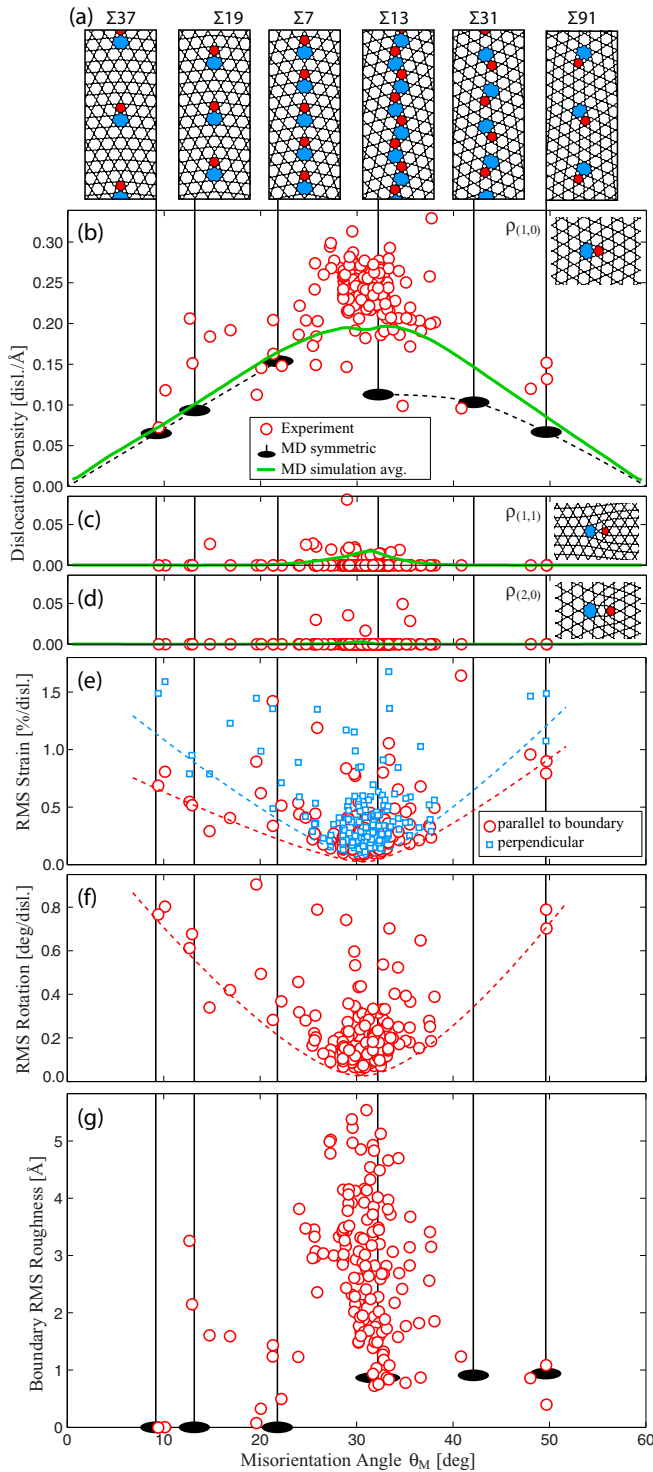 (a)
Σ37 Σ19 Σ7 Σ13 Σ31 Σ91
(b)
ρ(1,0)
0.30
0.25
0.20
0.15
0.10
0.05
0.00
Dislocation Density [disl./Å]
Experiment
MD symmetric
MD simulation avg.
(c)
ρ(1,1)
0.05
0.00
(d)
ρ(2,0)
0.05
0.00
(e)
1.5
1.0
0.5
0.0
RMS Strain [%/disl.]
parallel to boundary
perpendicular
(f)
0.8
0.6
0.4
0.2
0.0
RMS Rotation [deg/disl.]
(g)
5
4
3
2
1
0
Boundary RMS Roughness [Å]
0 10 20 30 40 50 60
Misorientation Angle θM [deg]